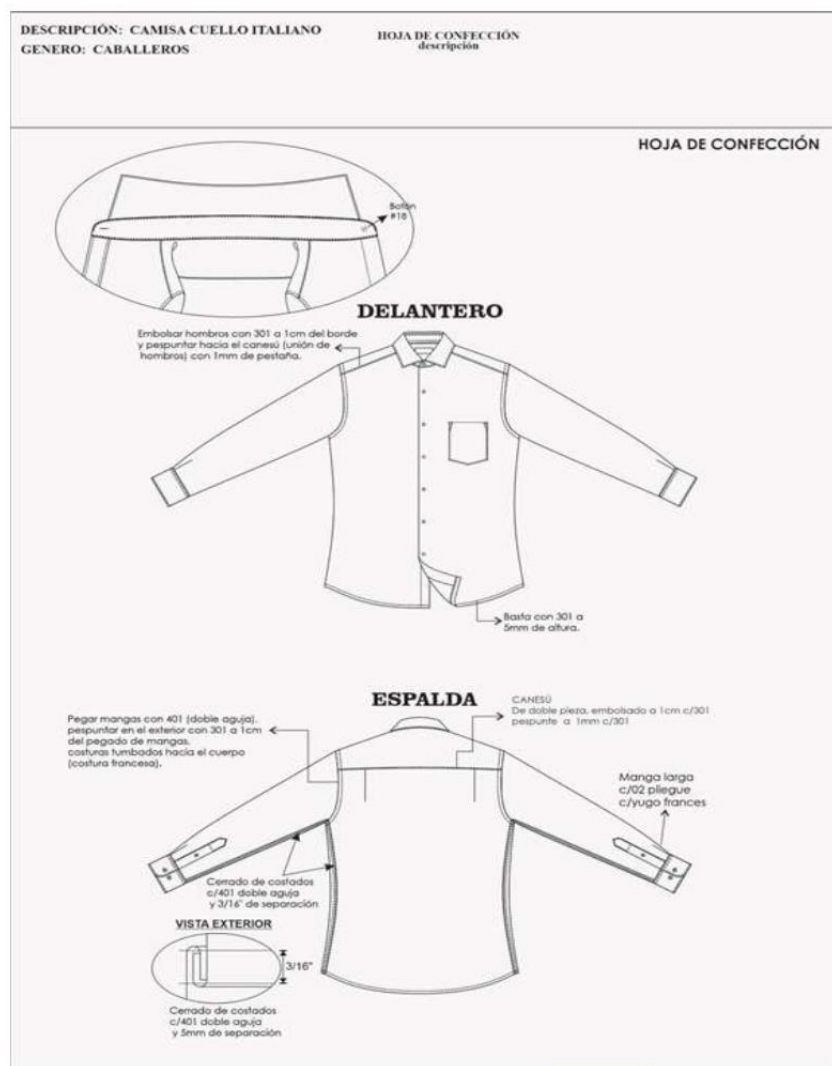 DESCRIPCIÓN: CAMISA CUELLO ITALIANO
GENERO: CABALLEROS
HOJA DE CONFECCIÓN
descripción
HOJA DE CONFECCIÓN
Botón
#18
DELANTERO
Embolsar hombros con 301 a 1cm del borde
y pespuntar hacia el canesú (unión de
hombros) con 1mm de pestaña.
Basta con 301 a
5mm de altura.
ESPALDA
CANESÚ
De doble pieza, embolsado a 1cm c/301
pespunte a 1mm c/301
Pegar mangas con 401 (doble aguja).
pespuntar en el exterior con 301 a 1cm
del pegado de mangas.
costuras tumbados hacia el cuerpo
(costura francesa).
Manga larga
c/02 pliegue
c/yugo frances
Cerrado de costados
c/401 doble aguja
y 3/16" de separación
VISTA EXTERIOR
3/16"
Cerrado de costados
c/401 doble aguja
y 5mm de separación